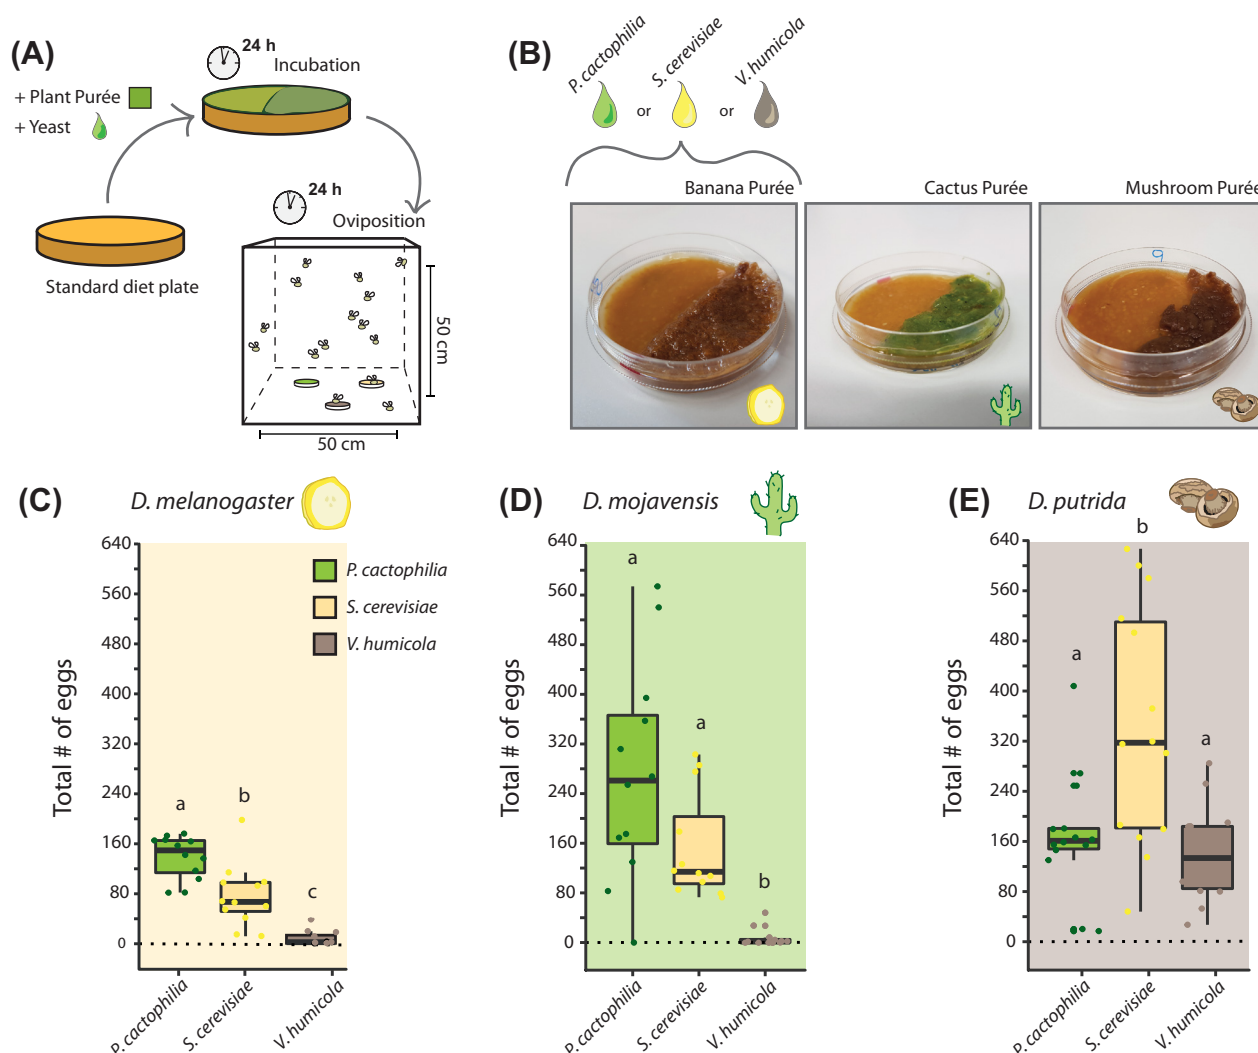 (A)
24 h
Incubation
+ Plant Purée
+ Yeast
24 h
Oviposition
Standard diet plate
50 cm
50 cm
(B)
P. cactophilia
S. cerevisiae
V. humicola
or
or
Banana Purée
Cactus Purée
Mushroom Purée
9
(C)
D. melanogaster
640
560
480
400
320
240
160
80
0
Total # of eggs
P. cactophilia
S. cerevisiae
V. humicola
a
b
c
P. cactophilia
S. cerevisiae
V. humicola
(D)
D. mojavensis
640
560
480
400
320
240
160
80
0
Total # of eggs
a
a
b
P. cactophilia
S. cerevisiae
V. humicola
(E)
D. putrida
640
560
480
400
320
240
160
80
0
Total # of eggs
a
b
a
P. cactophilia
S. cerevisiae
V. humicola